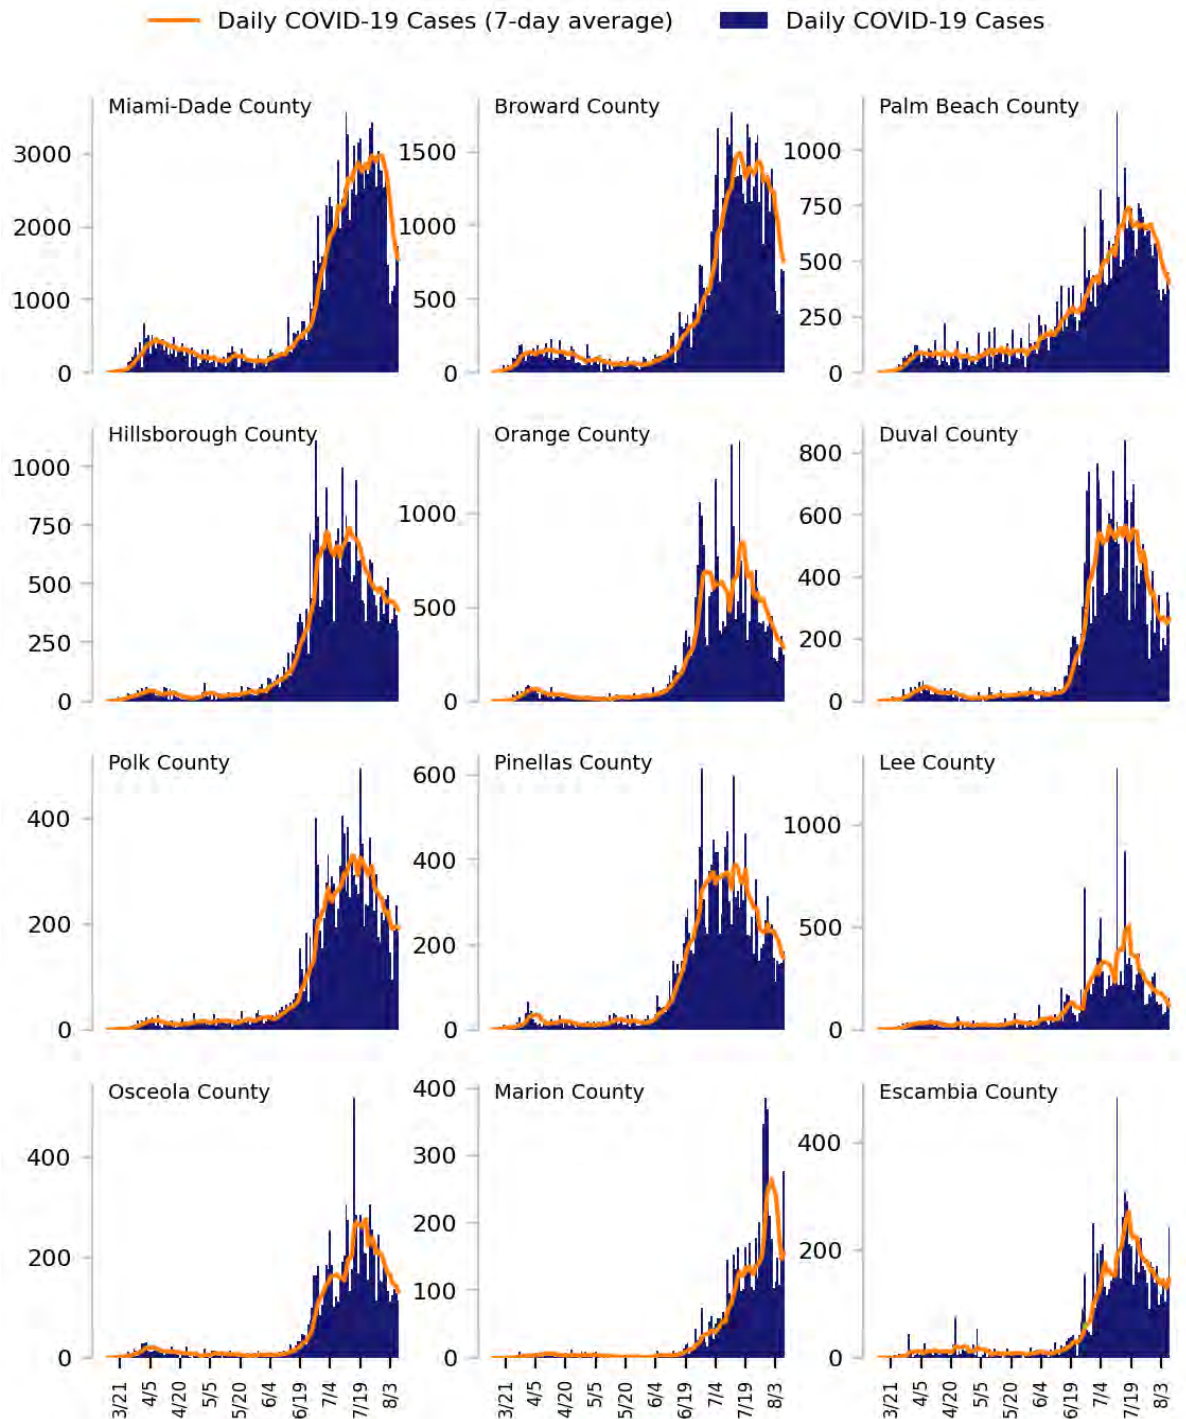 Daily COVID-19 Cases (7-day average) Daily COVID-19 Cases
Miami-Dade County Broward County Palm Beach County
3000 1500 1000
2000 1000 750
1000 500 500
250
0 0 0
Hillsborough County Orange County Duval County
1000 1000 800
750 500 600
500 400
250 200
0 0 0
Polk County Pinellas County Lee County
400 600 1000
200 400 500
200
0 0 0
Osceola County Marion County Escambia County
400 400 400
200 300 200
200
100
0 0 0
3/21 4/5 4/20 5/5 5/20 6/4 6/19 7/4 7/19 8/3 3/21 4/5 4/20 5/5 5/20 6/4 6/19 7/4 7/19 8/3 3/21 4/5 4/20 5/5 5/20 6/4 6/19 7/4 7/19 8/3